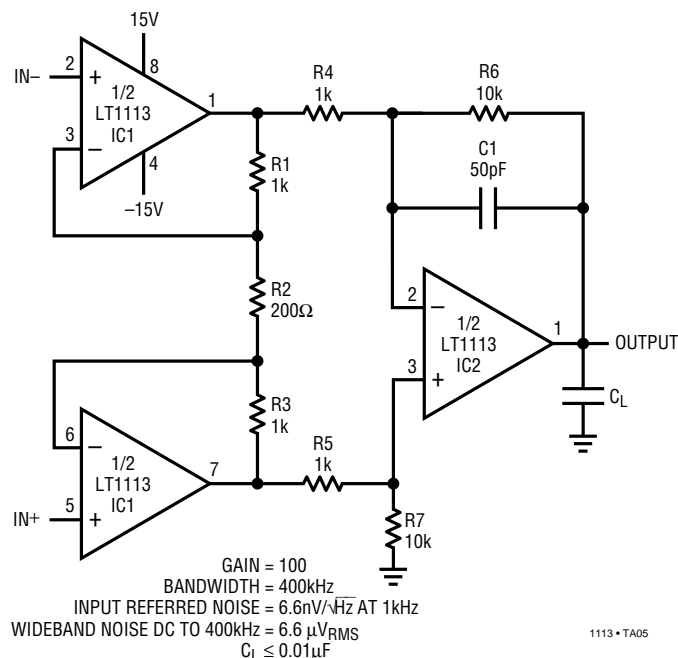 15V
IN–
2
+
8
1/2
LT1113
IC1
1
3
–
4
–15V
R4
1k
R6
10k
C1
50pF
R1
1k
R2
200Ω
2
–
1/2
LT1113
IC2
1
OUTPUT
3
+
CL
R3
1k
6
–
1/2
LT1113
IC1
7
R5
1k
IN+
5
+
R7
10k
GAIN = 100
BANDWIDTH = 400kHz
INPUT REFERRED NOISE = 6.6nV/√Hz AT 1kHz
WIDEBAND NOISE DC TO 400kHz = 6.6 µVRMS
CL ≤ 0.01µF
1113 • TA05